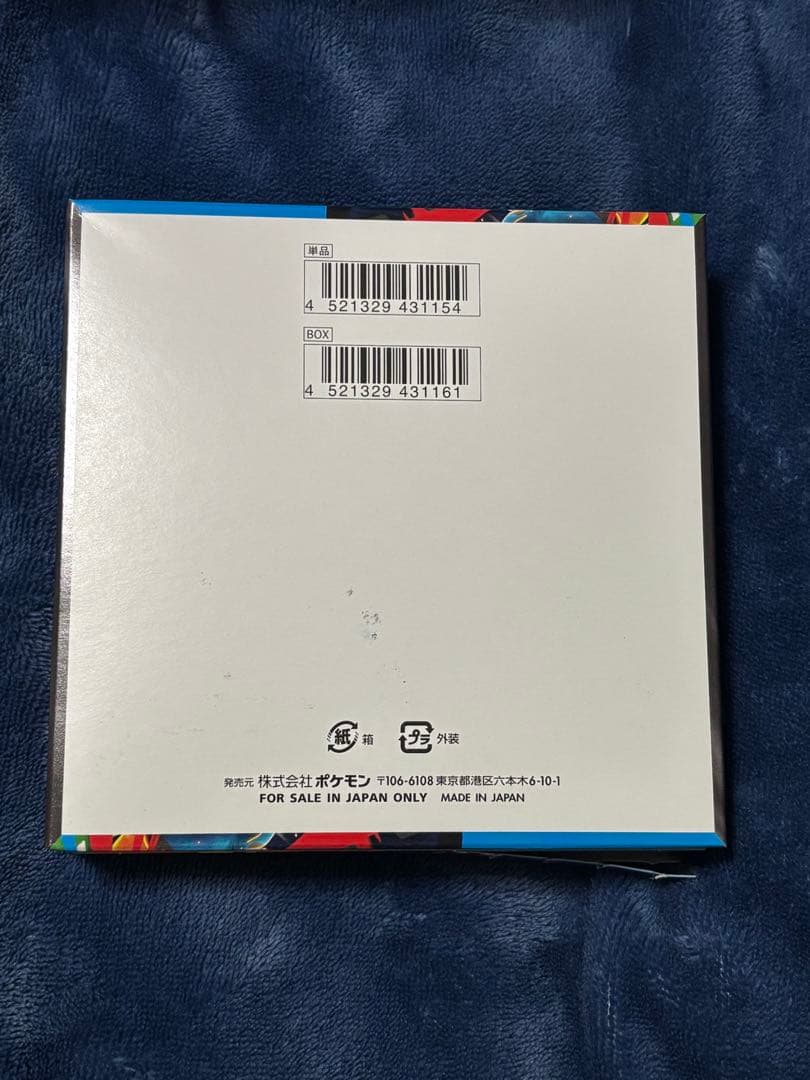 単品
4 521329 431154
BOX
4 521329 431161
紙 箱 プラ 外装
発売元 株式会社 ポケモン 〒106-6108 東京都港区六本木6-10-1
FOR SALE IN JAPAN ONLY MADE IN JAPAN